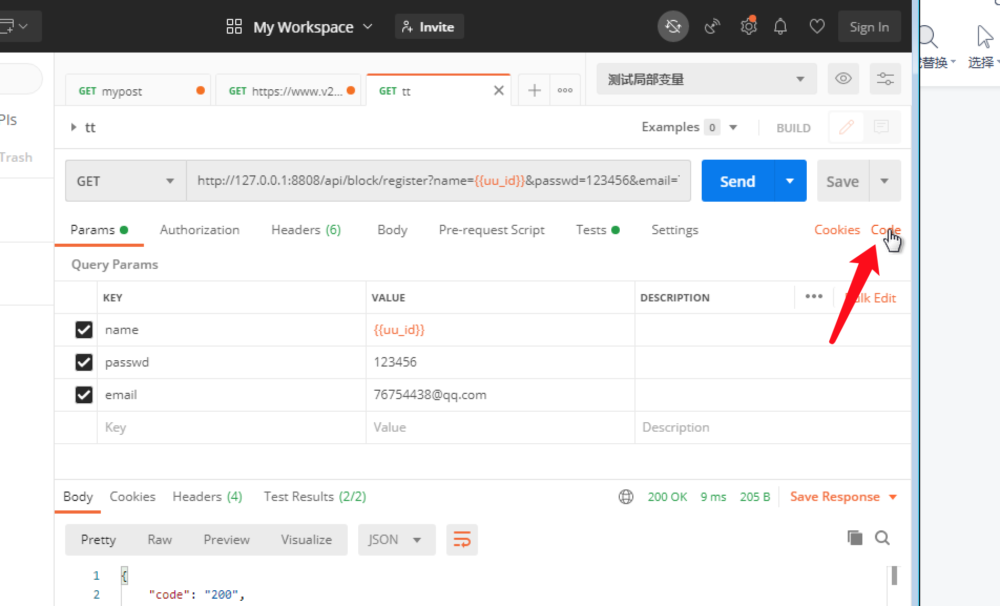 My Workspace
Invite
Sign In
替换
选择
GET mypost
GET https://www.v2...
GET tt
测试局部变量
PIs
tt
Examples 0
BUILD
Trash
GET
http://127.0.0.1:8808/api/block/register?name={{uu_id}}&passwd=123456&email=
Send
Save
Params
Authorization
Headers (6)
Body
Pre-request Script
Tests
Settings
Cookies
Code
Query Params
KEY
VALUE
DESCRIPTION
lk Edit
name
{{uu_id}}
passwd
123456
email
76754438@qq.com
Key
Value
Description
Body
Cookies
Headers (4)
Test Results (2/2)
200 OK
9 ms
205 B
Save Response
Pretty
Raw
Preview
Visualize
JSON
1 {
2 "code": "200",